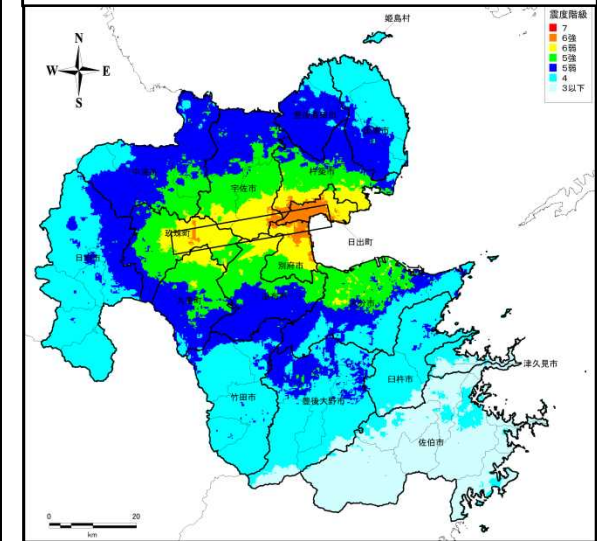 姫島村
震度階級
7
6強
6弱
5強
5弱
4
3以下
N
W E
S
宇佐市
杵築市
玖珠町
日出町
別府市
日田市
津久見市
臼杵市
竹田市
豊後大野市
佐伯市
0 20
km